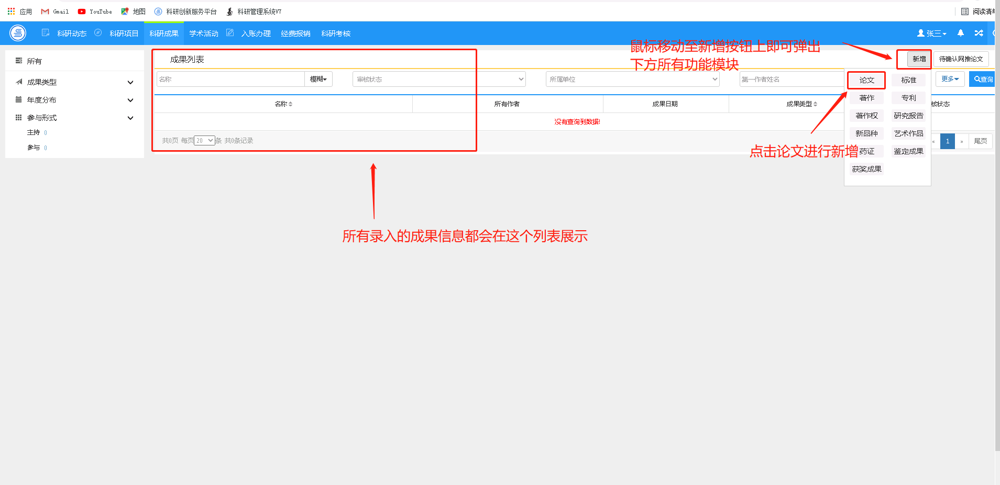 应用 Gmail YouTube 地图 科研创新服务平台 科研管理系统V7 阅读清单
科研动态 科研项目 科研成果 学术活动 入账办理 经费报销 科研考核 张三
鼠标移动至新增按钮上即可弹出
下方所有功能模块
所有
成果类型
年度分布
参与形式
主持 0
参与 0
成果列表 新增 待确认网推论文
名称 模糊 审核状态 所属单位 第一作者姓名 更多 查询
名称 所有作者 成果日期 成果类型 核状态
没有查询到数据!
共0页 每页 20 条 共0条记录 « 1 » 尾页
论文 标准
著作 专利
著作权 研究报告
新品种 艺术作品
药证 鉴定成果
获奖成果
点击论文进行新增
所有录入的成果信息都会在这个列表展示